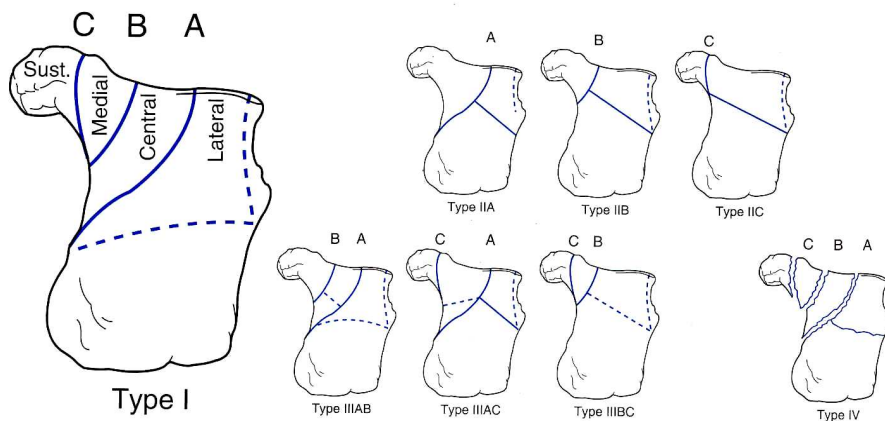 C B A
Sust.
Medial
Central
Lateral
Type I
A
Type IIA
B
Type IIB
C
Type IIC
B A
Type IIIAB
C A
Type IIIAC
C B
Type IIIBC
C B A
Type IV